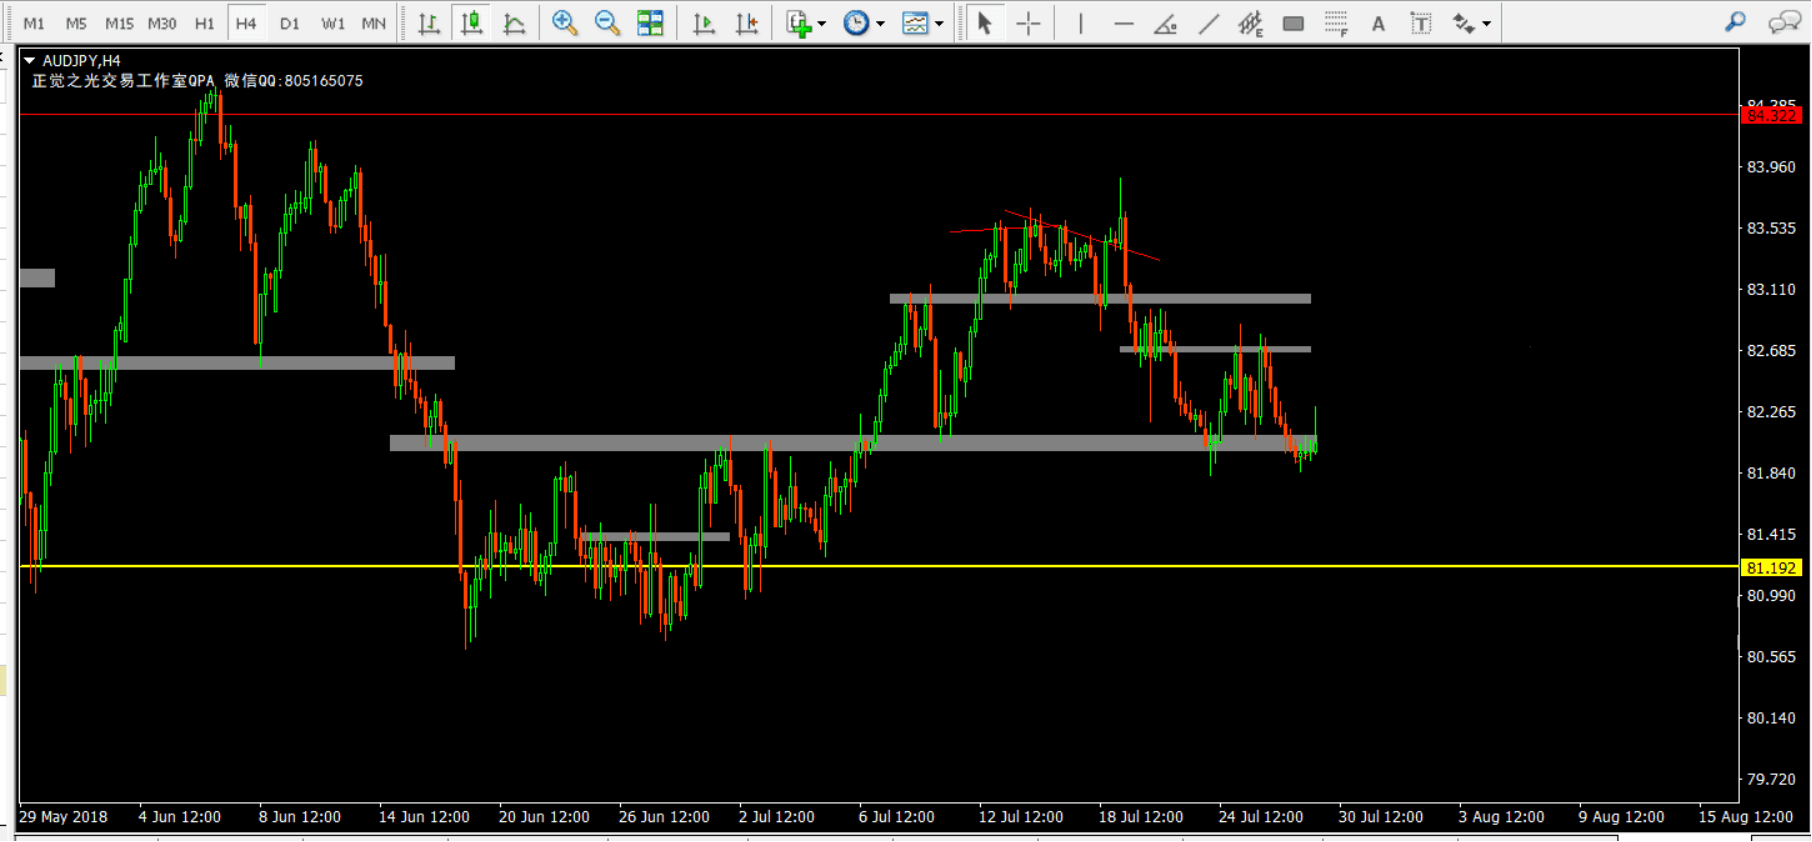 M1 M5 M15 M30 H1 H4 D1 W1 MN
E F A T
AUDJPY,H4
正觉之光交易工作室QPA 微信QQ:805165075
84.385
84.322
83.960
83.535
83.110
82.685
82.265
81.840
81.415
81.192
80.990
80.565
80.140
79.720
29 May 2018 4 Jun 12:00 8 Jun 12:00 14 Jun 12:00 20 Jun 12:00 26 Jun 12:00 2 Jul 12:00 6 Jul 12:00 12 Jul 12:00 18 Jul 12:00 24 Jul 12:00 30 Jul 12:00 3 Aug 12:00 9 Aug 12:00 15 Aug 12:00